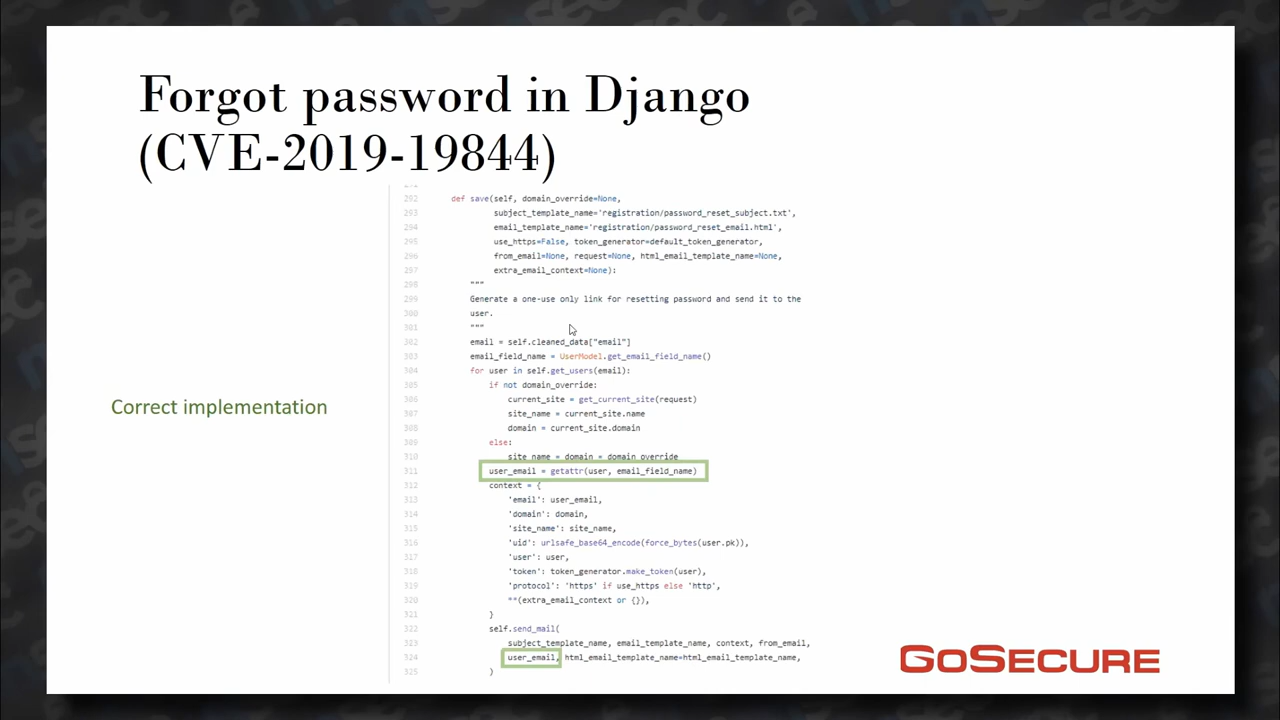 Forgot password in Django
(CVE-2019-19844)
292 def save(self, domain_override=None,
293 subject_template_name='registration/password_reset_subject.txt',
294 email_template_name='registration/password_reset_email.html',
295 use_https=False, token_generator=default_token_generator,
296 from_email=None, request=None, html_email_template_name=None,
297 extra_email_context=None):
298 """
299 Generate a one-use only link for resetting password and send it to the
300 user.
301 """
302 email = self.cleaned_data["email"]
303 email_field_name = UserModel.get_email_field_name()
304 for user in self.get_users(email):
305 if not domain_override:
306 current_site = get_current_site(request)
307 site_name = current_site.name
308 domain = current_site.domain
309 else:
310 site_name = domain = domain_override
311 user_email = getattr(user, email_field_name)
312 context = {
313 'email': user_email,
314 'domain': domain,
315 'site_name': site_name,
316 'uid': urlsafe_base64_encode(force_bytes(user.pk)),
317 'user': user,
318 'token': token_generator.make_token(user),
319 'protocol': 'https' if use_https else 'http',
320 **(extra_email_context or {}),
321 }
322 self.send_mail(
323 subject_template_name, email_template_name, context, from_email,
324 user_email, html_email_template_name=html_email_template_name,
325 )
Correct implementation
GOSECURE